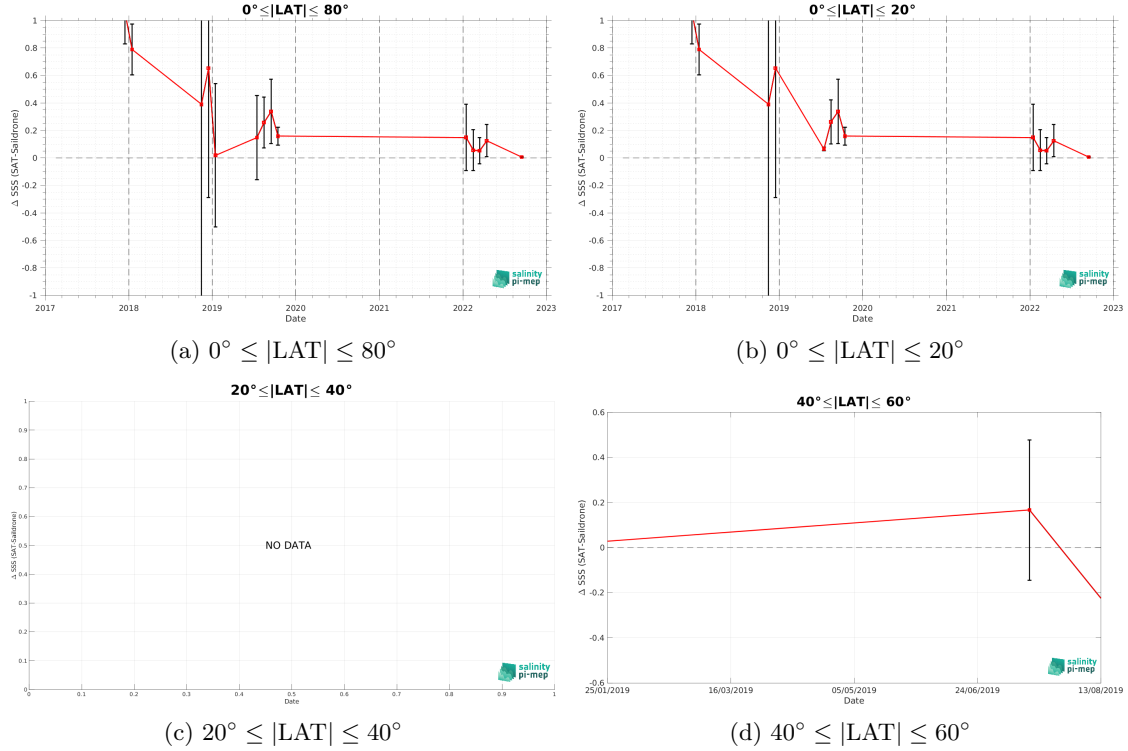 0°≤|LAT|≤ 80°
Δ SSS (SAT-Saildrone)
1
0.8
0.6
0.4
0.2
0
-0.2
-0.4
-0.6
-0.8
-1
2017 2018 2019 2020 2021 2022 2023
Date
salinity
pi-mep
(a) 0° ≤ |LAT| ≤ 80°
0°≤|LAT|≤ 20°
Δ SSS (SAT-Saildrone)
1
0.8
0.6
0.4
0.2
0
-0.2
-0.4
-0.6
-0.8
-1
2017 2018 2019 2020 2021 2022 2023
Date
salinity
pi-mep
(b) 0° ≤ |LAT| ≤ 20°
20°≤|LAT|≤ 40°
Δ SSS (SAT-Saildrone)
1
0.9
0.8
0.7
0.6
0.5
0.4
0.3
0.2
0.1
0
NO DATA
0 0.1 0.2 0.3 0.4 0.5 0.6 0.7 0.8 0.9 1
Date
salinity
pi-mep
(c) 20° ≤ |LAT| ≤ 40°
40°≤|LAT|≤ 60°
Δ SSS (SAT-Saildrone)
0.6
0.4
0.2
0
-0.2
-0.4
-0.6
25/01/2019 16/03/2019 05/05/2019 24/06/2019 13/08/2019
Date
salinity
pi-mep
(d) 40° ≤ |LAT| ≤ 60°